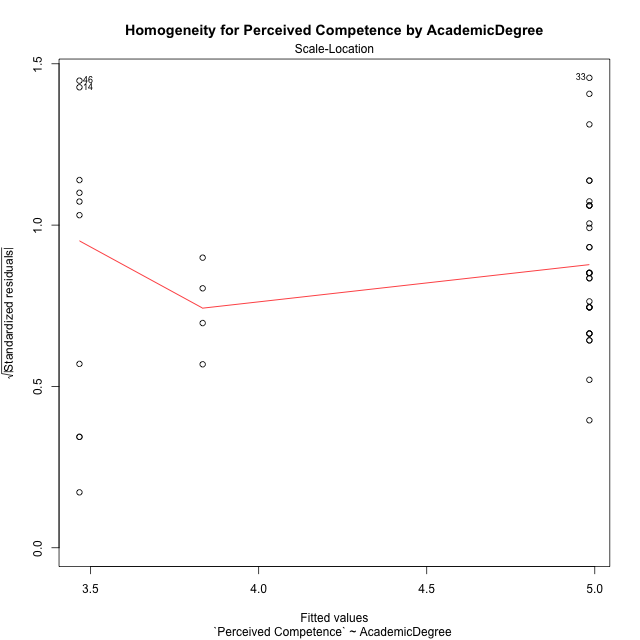 Homogeneity for Perceived Competence by AcademicDegree
Scale-Location
1.5
1.0
0.5
0.0
√|Standardized residuals|
46
14
33
3.5 4.0 4.5 5.0
Fitted values
`Perceived Competence` ~ AcademicDegree